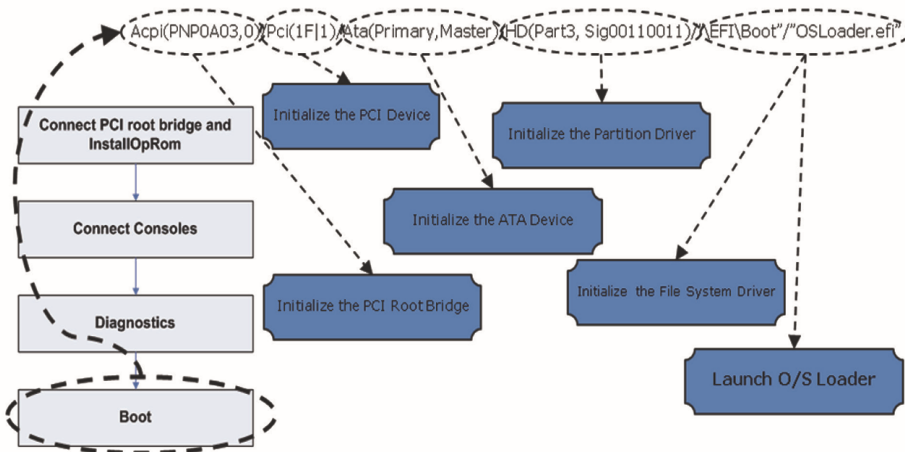 (Acpi(PNP0A03,0)/Pci(1F|1)/Ata(Primary,Master)/HD(Part3, Sig00110011)/"\EFI\Boot"/"OSLoader.efi"
Initialize the PCI Device
Connect PCI root bridge and
InstallOpRom
Initialize the Partition Driver
Initialize the ATA Device
Connect Consoles
Initialize the PCI Root Bridge
Initialize the File System Driver
Diagnostics
Launch O/S Loader
Boot